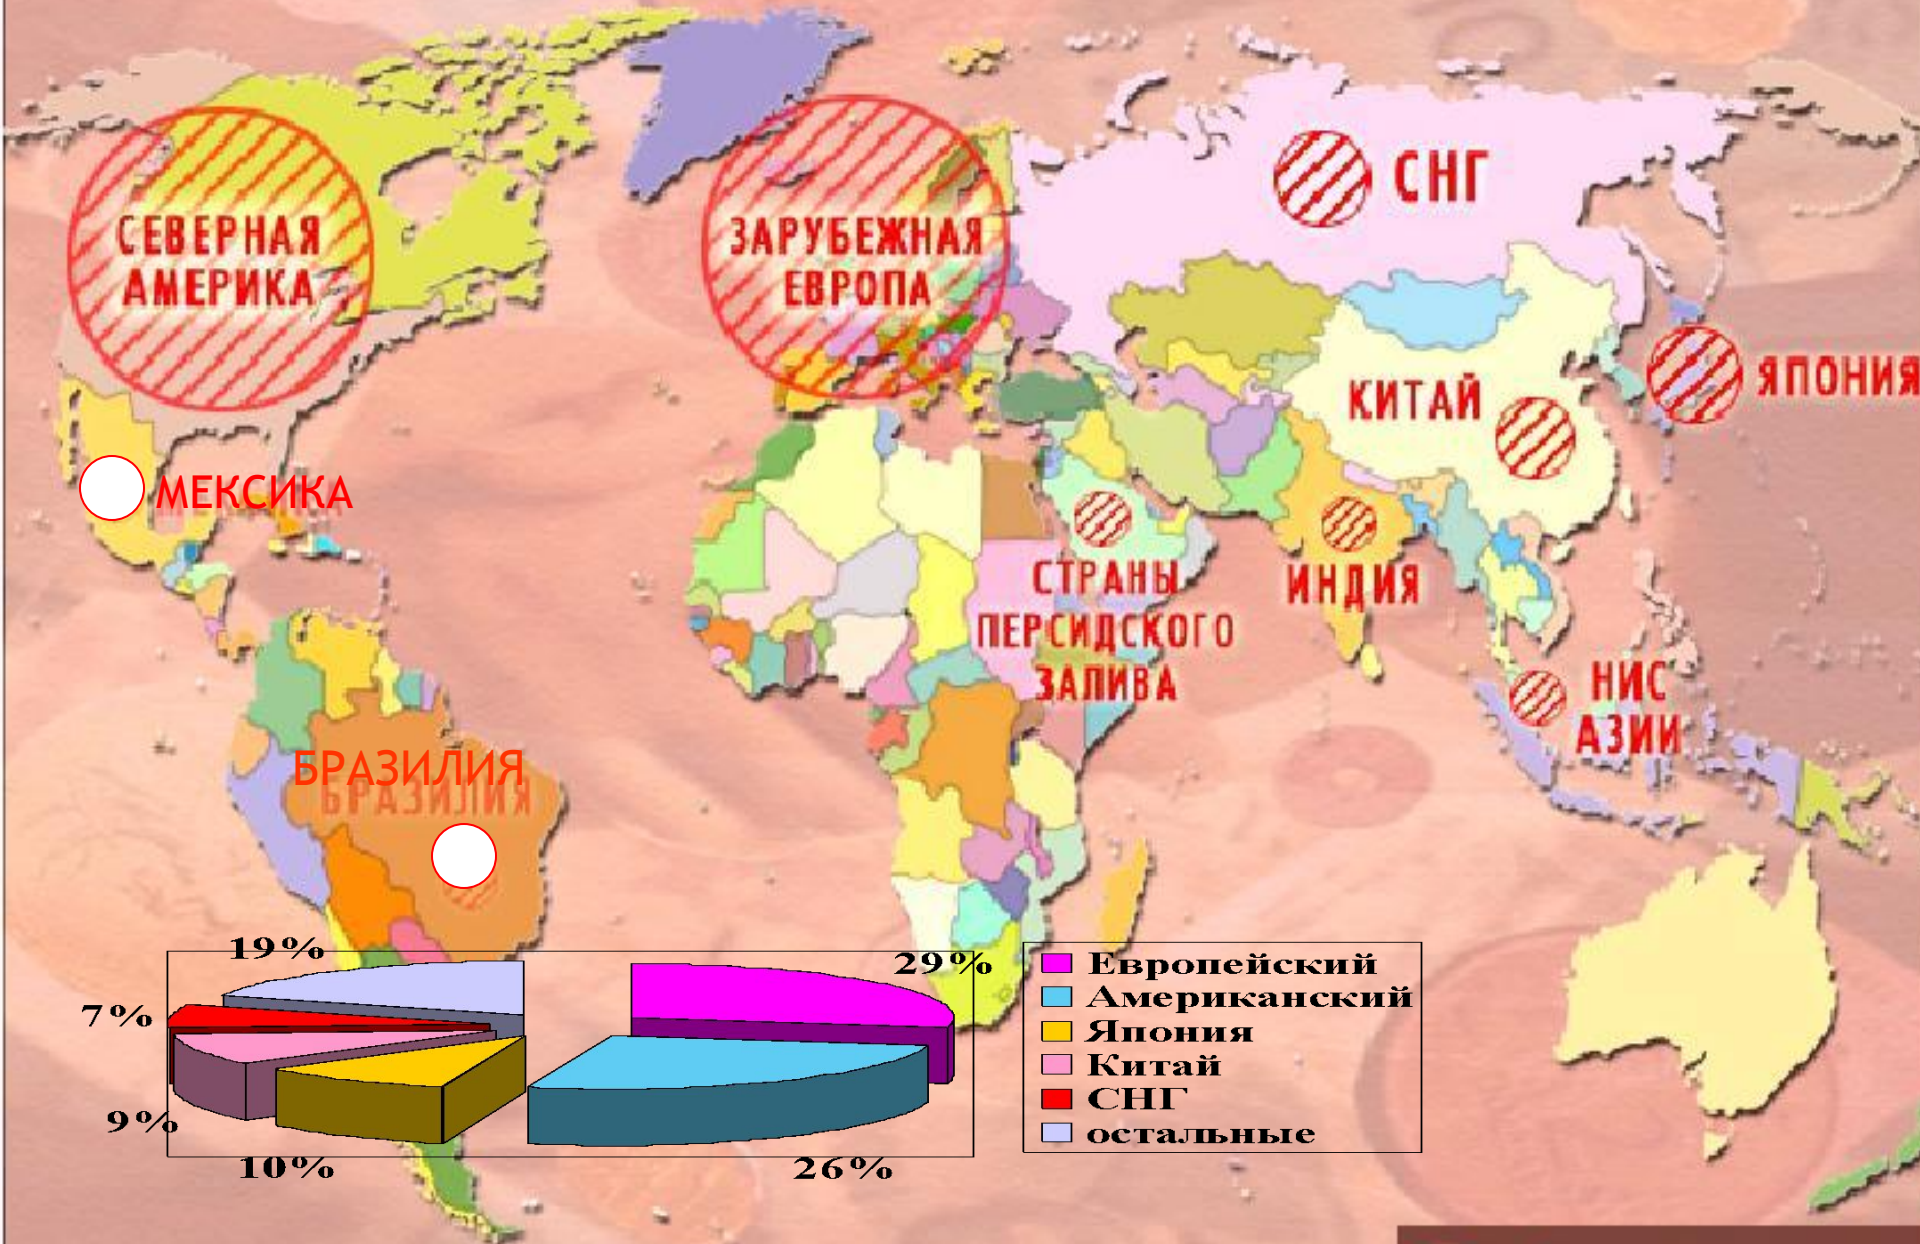 СЕВЕРНАЯ
АМЕРИКА
ЗАРУБЕЖНАЯ
ЕВРОПА
СНГ
ЯПОНИЯ
КИТАЙ
МЕКСИКА
СТРАНЫ
ПЕРСИДСКОГО
ЗАЛИВА
ИНДИЯ
НИС
АЗИИ
БРАЗИЛИЯ
БРАЗИЛИЯ
19%
29%
7%
9%
10%
26%
Европейский
Американский
Япония
Китай
СНГ
остальные